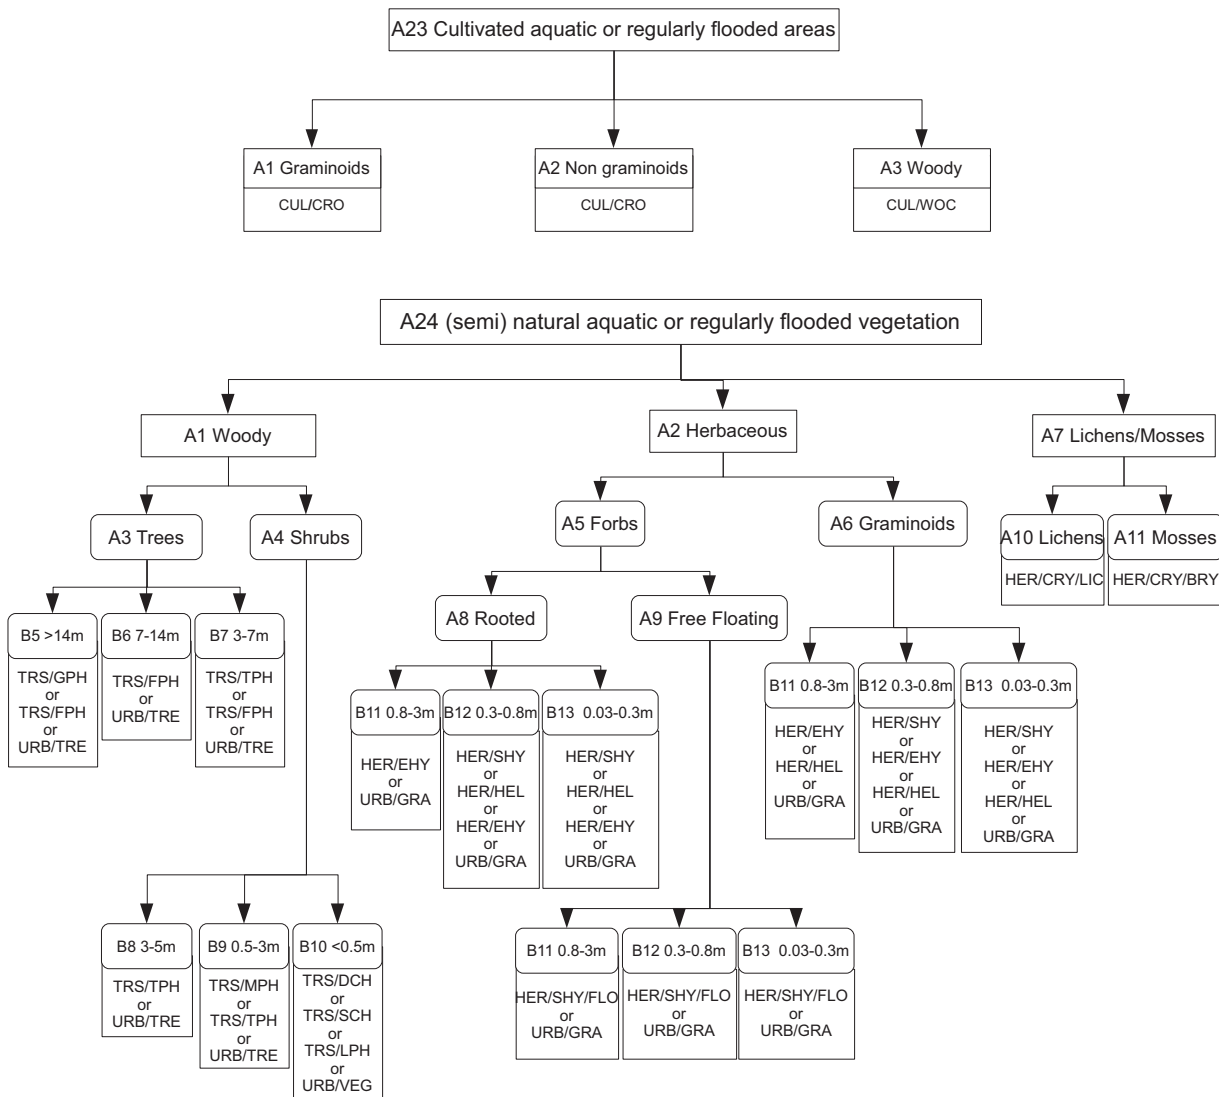 A23 Cultivated aquatic or regularly flooded areas
A1 Graminoids
CUL/CRO
A2 Non graminoids
CUL/CRO
A3 Woody
CUL/WOC
A24 (semi) natural aquatic or regularly flooded vegetation
A1 Woody
A2 Herbaceous
A7 Lichens/Mosses
A3 Trees
A4 Shrubs
A5 Forbs
A6 Graminoids
A10 Lichens
HER/CRY/LIC
A11 Mosses
HER/CRY/BRY
B5 >14m
TRS/GPH
or
TRS/FPH
or
URB/TRE
B6 7-14m
TRS/FPH
or
URB/TRE
B7 3-7m
TRS/TPH
or
TRS/FPH
or
URB/TRE
A8 Rooted
A9 Free Floating
B11 0.8-3m
HER/EHY
or
URB/GRA
B12 0.3-0.8m
HER/SHY
or
HER/HEL
or
HER/EHY
or
URB/GRA
B13 0.03-0.3m
HER/SHY
or
HER/HEL
or
HER/EHY
or
URB/GRA
B11 0.8-3m
HER/EHY
or
HER/HEL
or
URB/GRA
B12 0.3-0.8m
HER/SHY
or
HER/EHY
or
HER/HEL
or
URB/GRA
B13 0.03-0.3m
HER/SHY
or
HER/EHY
or
HER/HEL
or
URB/GRA
B8 3-5m
TRS/TPH
or
URB/TRE
B9 0.5-3m
TRS/MPH
or
TRS/TPH
or
URB/TRE
B10 <0.5m
TRS/DCH
or
TRS/SCH
or
TRS/LPH
or
URB/VEG
B11 0.8-3m
HER/SHY/FLO
or
URB/GRA
B12 0.3-0.8m
HER/SHY/FLO
or
URB/GRA
B13 0.03-0.3m
HER/SHY/FLO
or
URB/GRA